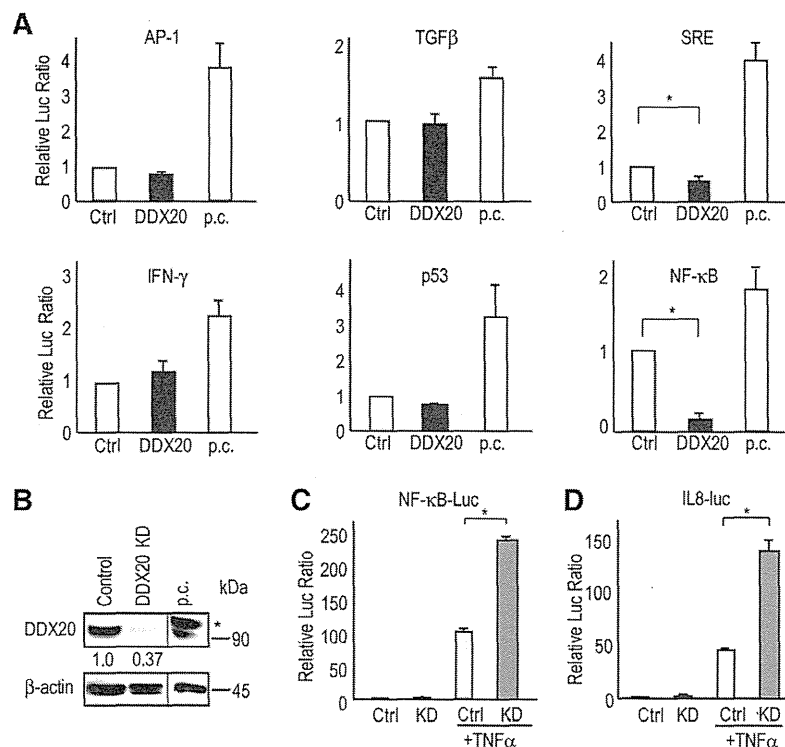 A
AP-1
Relative Luc Ratio
4
3
2
1
0
Ctrl DDX20 p.c.
TGFβ
2
1
0
Ctrl DDX20 p.c.
SRE
4
3
2
1
0
*
Ctrl DDX20 p.c.
IFN-γ
Relative Luc Ratio
3
2
1
0
Ctrl DDX20 p.c.
p53
4
3
2
1
0
Ctrl DDX20 p.c.
NF-κB
2
1
0
*
Ctrl DDX20 p.c.
B
Control
DDX20 KD
p.c.
kDa
DDX20
*
90
1.0 0.37
β-actin
45
C
NF-κB-Luc
Relative Luc Ratio
250
200
150
100
50
0
*
Ctrl KD Ctrl KD
+TNFα
D
IL8-luc
Relative Luc Ratio
150
100
50
0
*
Ctrl KD Ctrl KD
+TNFα